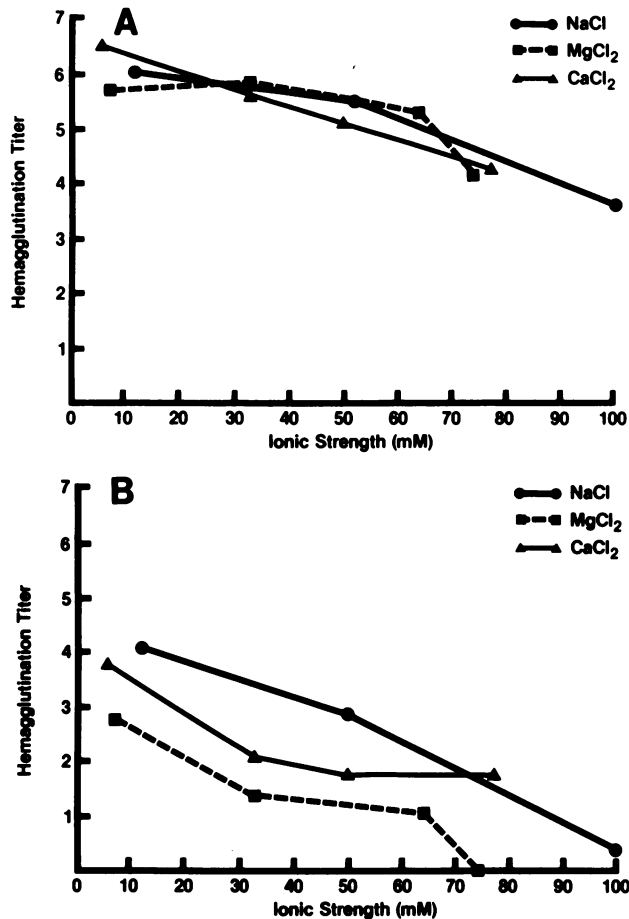 A
7
6
5
4
3
2
1
0 10 20 30 40 50 60 70 80 90 100
Hemagglutination Titer
Ionic Strength (mM)
NaCl
MgCl₂
CaCl₂
B
7
6
5
4
3
2
1
0 10 20 30 40 50 60 70 80 90 100
Hemagglutination Titer
Ionic Strength (mM)
NaCl
MgCl₂
CaCl₂